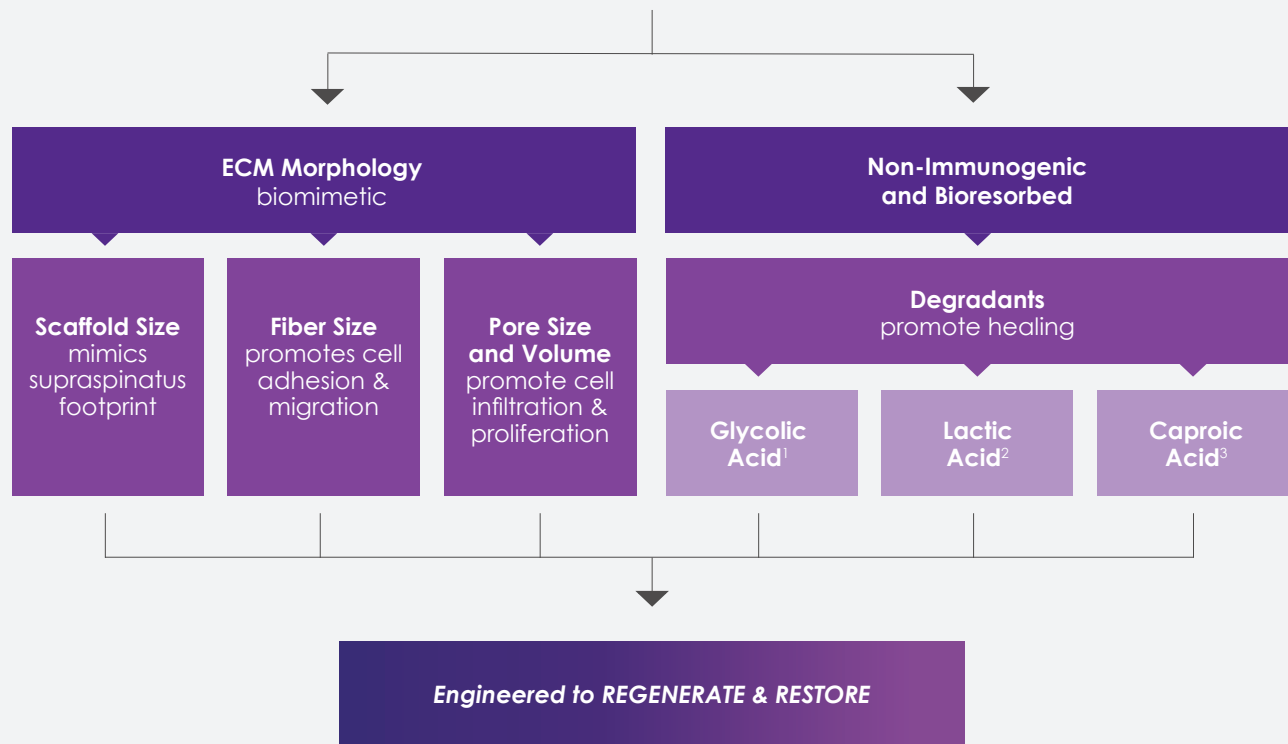 ECM Morphology
biomimetic
Non-Immunogenic
and Bioresorbed
Scaffold Size
mimics
supraspinatus
footprint
Fiber Size
promotes cell
adhesion &
migration
Pore Size
and Volume
promote cell
infiltration &
proliferation
Degradants
promote healing
Glycolic
Acid¹
Lactic
Acid²
Caproic
Acid³
Engineered to REGENERATE & RESTORE